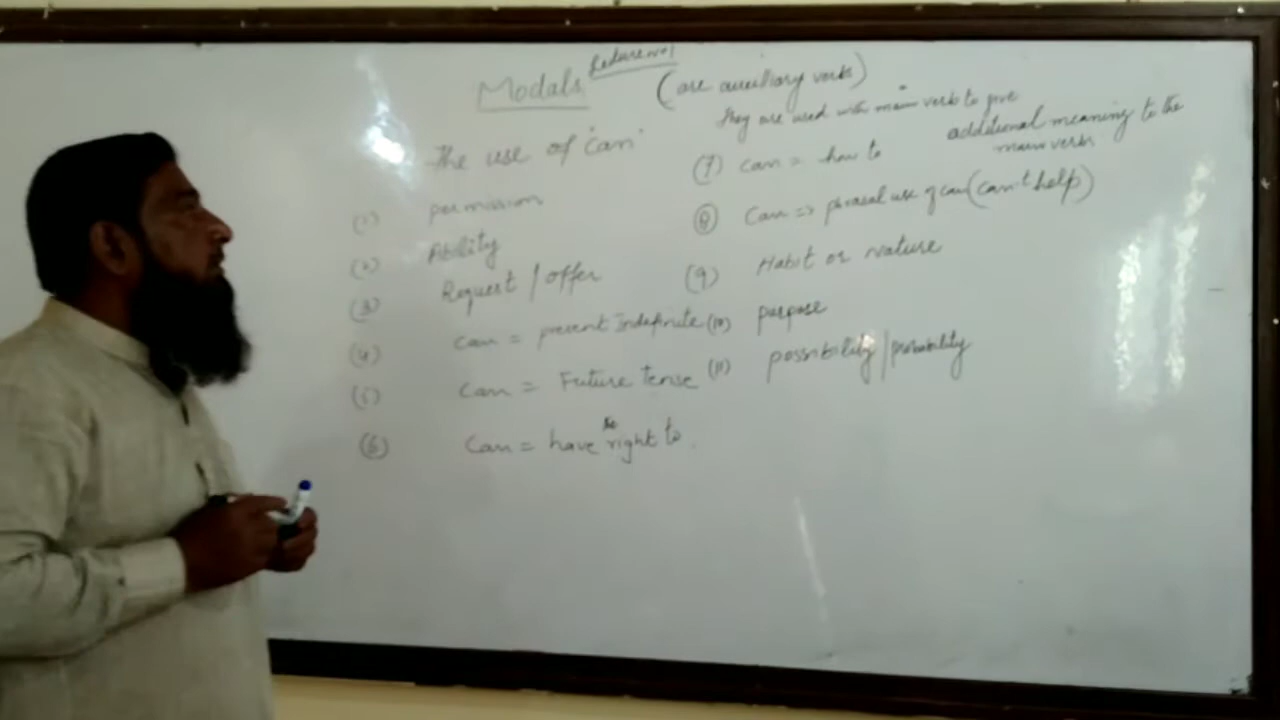 Modals Lecture No1
(are auxiliary verbs)
They are used with main verb to give
additional meaning to the
main verbs
The use of 'can'
(1) permission
(2) Ability
(3) Request / offer
(4) can = present Indefinite
(5) can = Future tense
(6) Can = have the right to.
(7) can = how to
(8) Can => phrasal use of can (can't help)
(9) Habit or Nature
(10) purpose
(11) possibility / probability